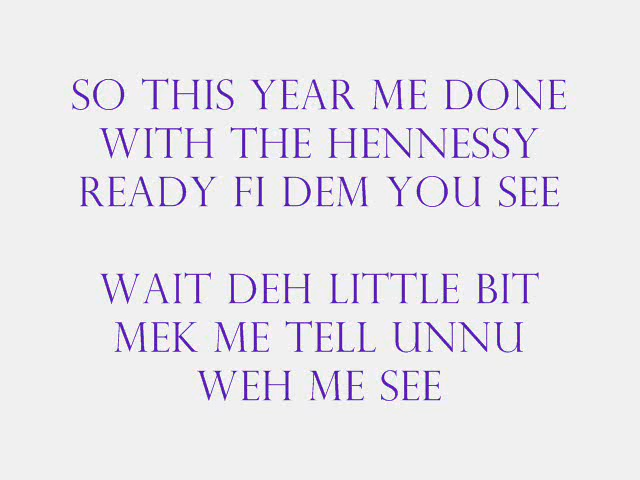 SO THIS YEAR ME DONE
WITH THE HENNESSY
READY FI DEM YOU SEE
WAIT DEH LITTLE BIT
MEK ME TELL UNNU
WEH ME SEE